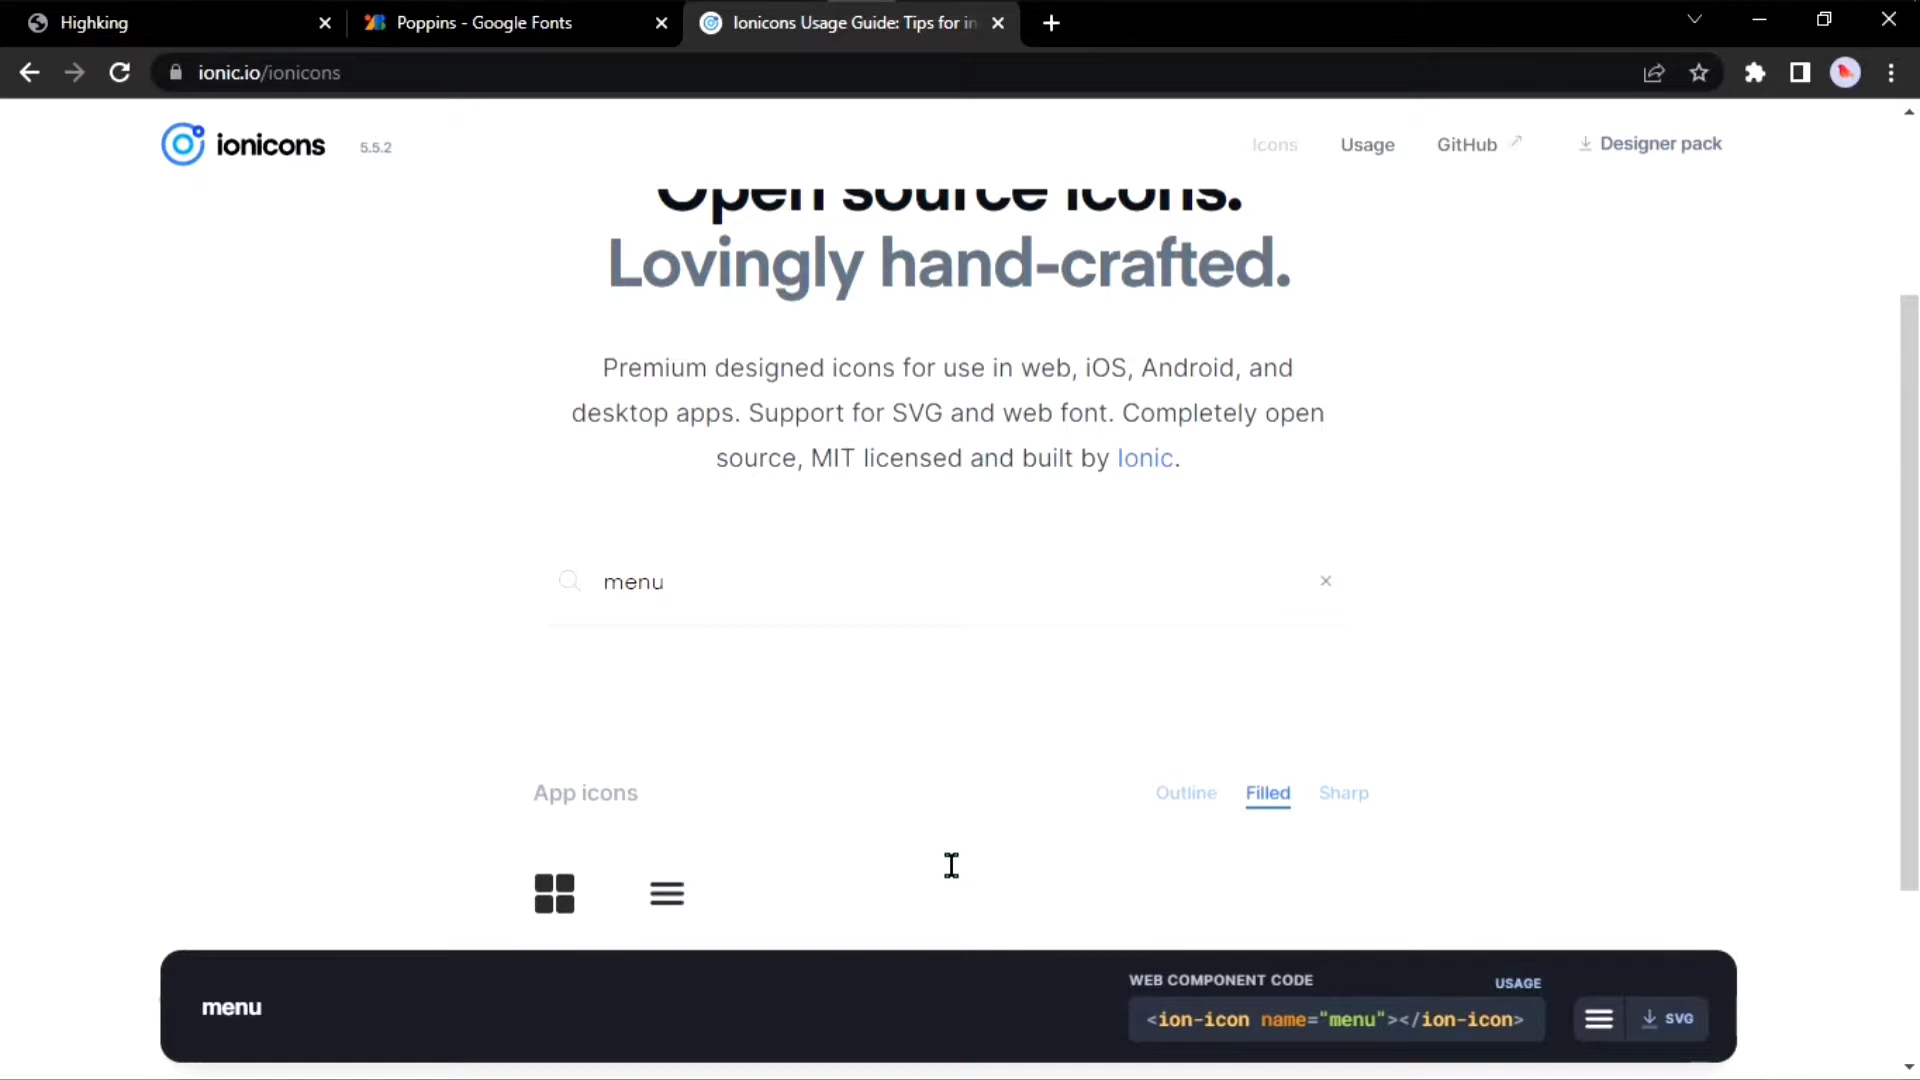 Highking
Poppins - Google Fonts
Ionicons Usage Guide: Tips for in
ionic.io/ionicons
ionicons 5.5.2
Icons Usage GitHub Designer pack
Open source icons.
Lovingly hand-crafted.
Premium designed icons for use in web, iOS, Android, and
desktop apps. Support for SVG and web font. Completely open
source, MIT licensed and built by Ionic.
menu
App icons
Outline Filled Sharp
menu
WEB COMPONENT CODE USAGE
<ion-icon name="menu"></ion-icon>
SVG